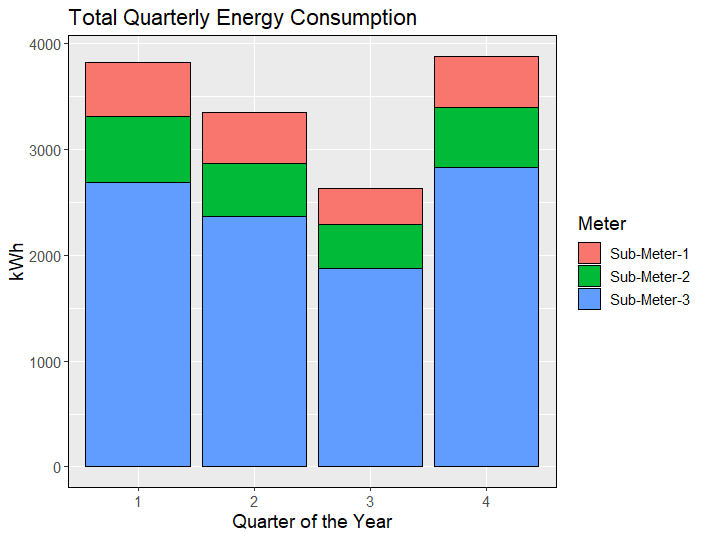 Total Quarterly Energy Consumption
4000
3000
2000
1000
0
kWh
1 2 3 4
Quarter of the Year
Meter
Sub-Meter-1
Sub-Meter-2
Sub-Meter-3